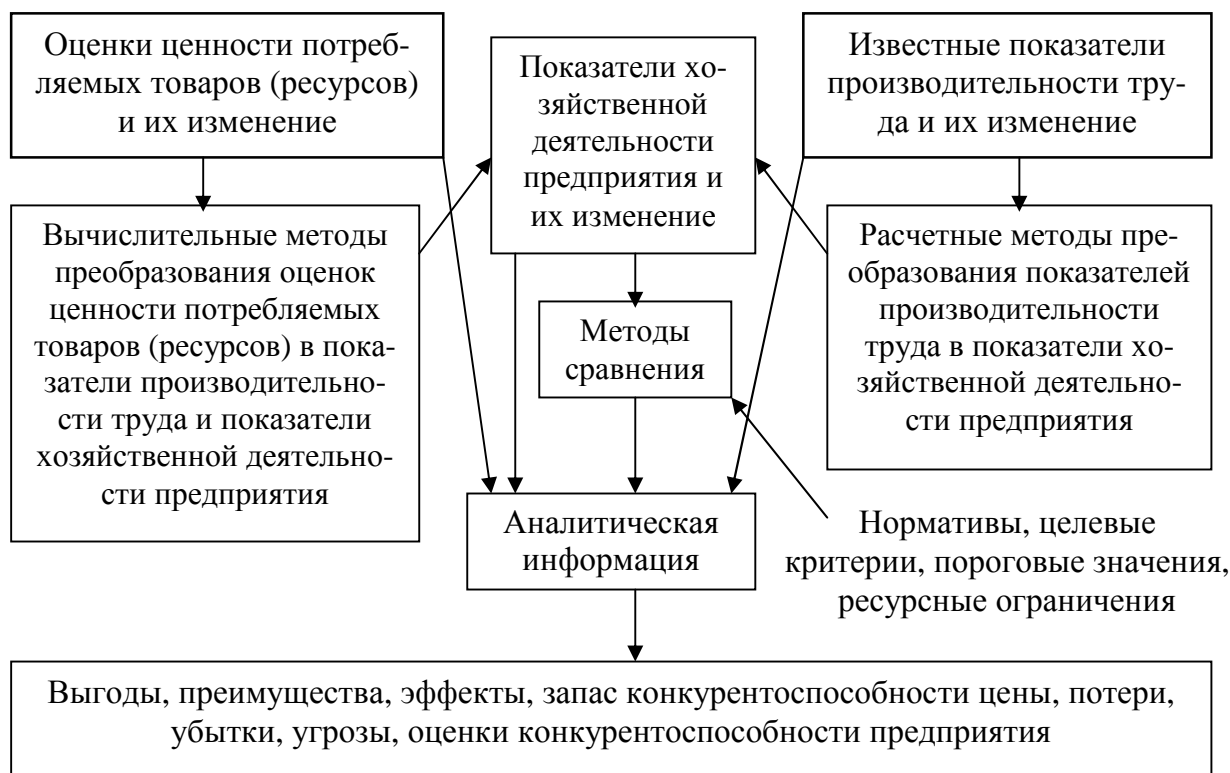 Оценки ценности потреб-
ляемых товаров (ресурсов)
и их изменение
Показатели хо-
зяйственной
деятельности
предприятия и
их изменение
Известные показатели
производительности тру-
да и их изменение
Вычислительные методы
преобразования оценок
ценности потребляемых
товаров (ресурсов) в пока-
затели производительно-
сти труда и показатели
хозяйственной деятельно-
сти предприятия
Методы
сравнения
Расчетные методы пре-
образования показателей
производительности
труда в показатели хо-
зяйственной деятельно-
сти предприятия
Аналитическая
информация
Нормативы, целевые
критерии, пороговые значения,
ресурсные ограничения
Выгоды, преимущества, эффекты, запас конкурентоспособности цены, потери,
убытки, угрозы, оценки конкурентоспособности предприятия